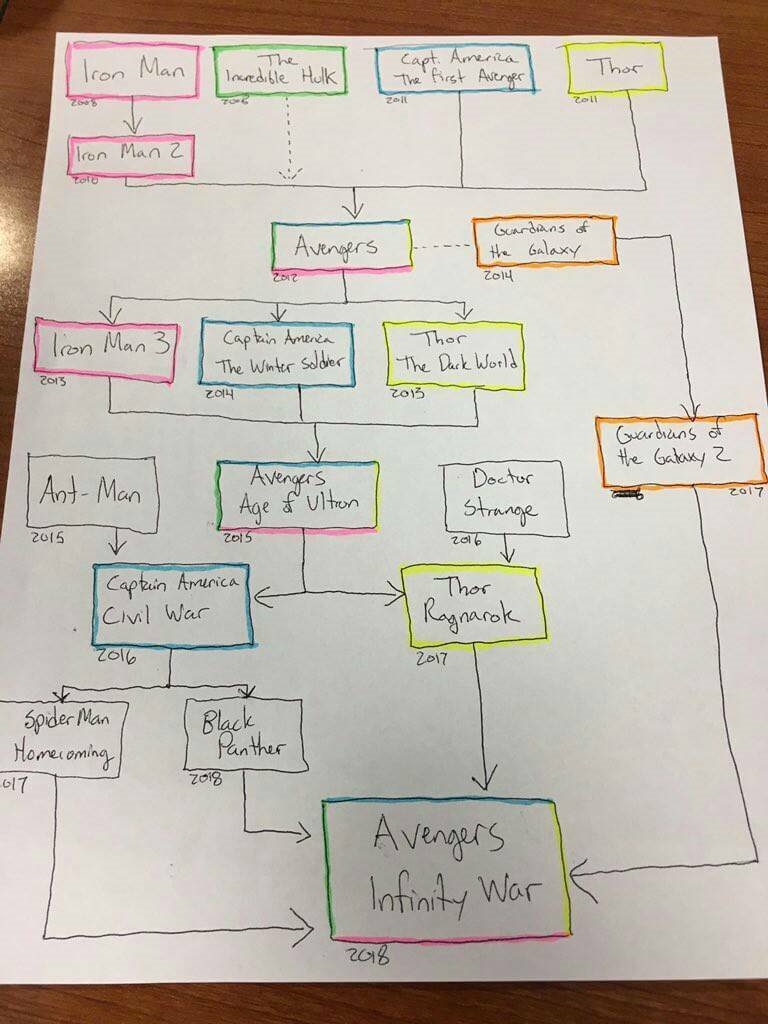 Iron Man
2008
The
Incredible Hulk
2008
Capt. America
The First Avenger
2011
Thor
2011
Iron Man 2
2010
Avengers
2012
Guardians of
the Galaxy
2014
Iron Man 3
2013
Captain America
The Winter Soldier
2014
Thor
The Dark World
2013
Guardians of
the Galaxy 2
2017
Ant-Man
2015
Avengers
Age of Ultron
2015
Doctor
Strange
2016
Captain America
Civil War
2016
Thor
Ragnarok
2017
SpiderMan
Homecoming
017
Black
Panther
2018
Avengers
Infinity War
2018